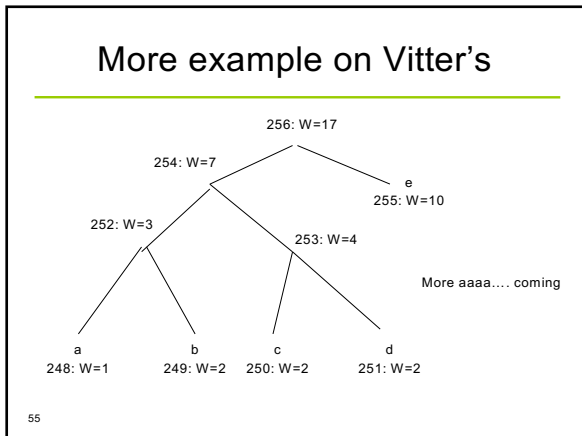 More example on Vitter's
256: W=17
254: W=7
e
255: W=10
252: W=3
253: W=4
More aaaa.... coming
a
b
c
d
248: W=1
249: W=2
250: W=2
251: W=2
55